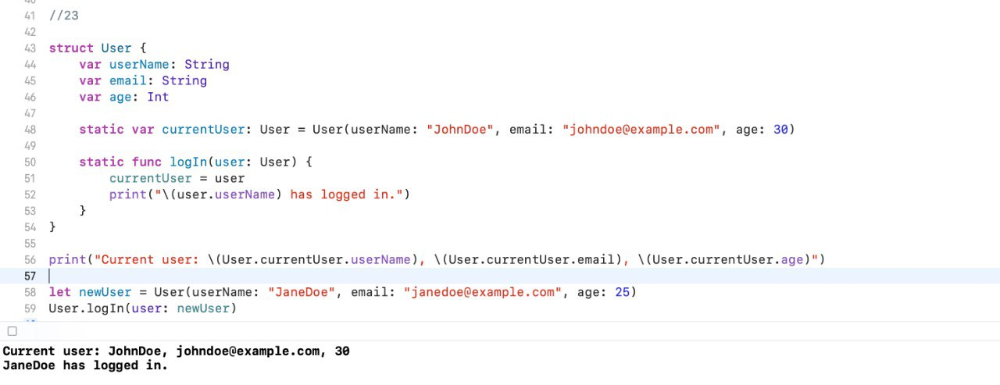 41 //23
42
43 struct User {
44 var userName: String
45 var email: String
46 var age: Int
47
48 static var currentUser: User = User(userName: "JohnDoe", email: "johndoe@example.com", age: 30)
49
50 static func logIn(user: User) {
51 currentUser = user
52 print("\(user.userName) has logged in.")
53 }
54 }
55
56 print("Current user: \(User.currentUser.userName), \(User.currentUser.email), \(User.currentUser.age)")
57
58 let newUser = User(userName: "JaneDoe", email: "janedoe@example.com", age: 25)
59 User.logIn(user: newUser)
Current user: JohnDoe, johndoe@example.com, 30
JaneDoe has logged in.